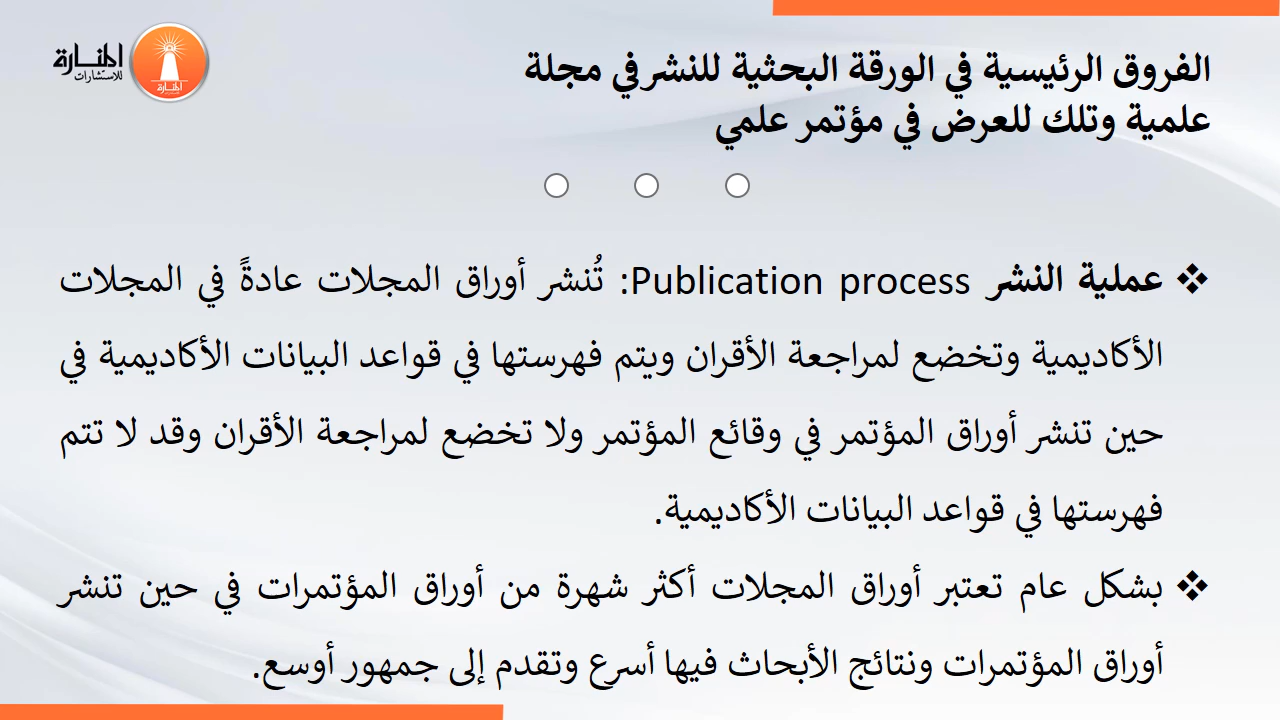 المنارة
للاستشارات
المنارة
الفروق الرئيسية في الورقة البحثية للنشر في مجلة
علمية وتلك للعرض في مؤتمر علمي
❖ عملية النشر Publication process: تُنشر أوراق المجلات عادةً في المجلات
الأكاديمية وتخضع لمراجعة الأقران ويتم فهرستها في قواعد البيانات الأكاديمية في
حين تنشر أوراق المؤتمر في وقائع المؤتمر ولا تخضع لمراجعة الأقران وقد لا تتم
فهرستها في قواعد البيانات الأكاديمية.
❖ بشكل عام تعتبر أوراق المجلات أكثر شهرة من أوراق المؤتمرات في حين تنشر
أوراق المؤتمرات ونتائج الأبحاث فيها أسرع وتقدم إلى جمهور أوسع.